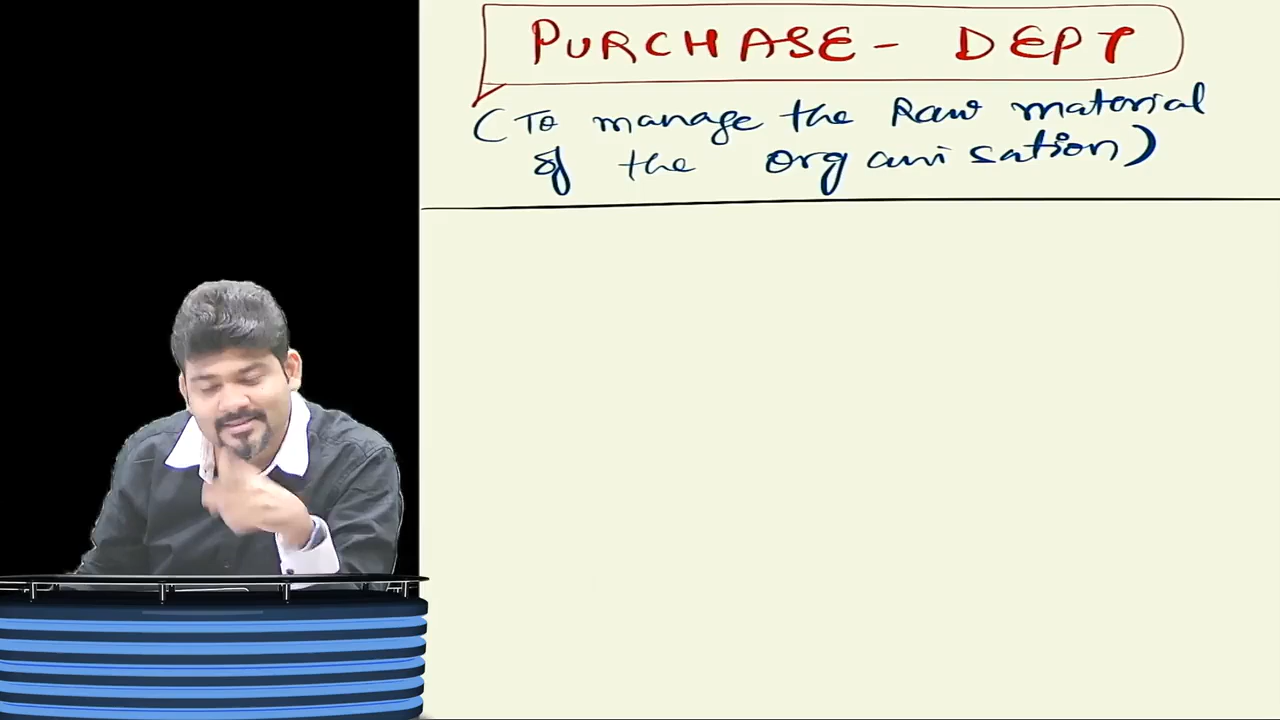 PURCHASE - DEPT
(To manage the Raw material
of the organisation)